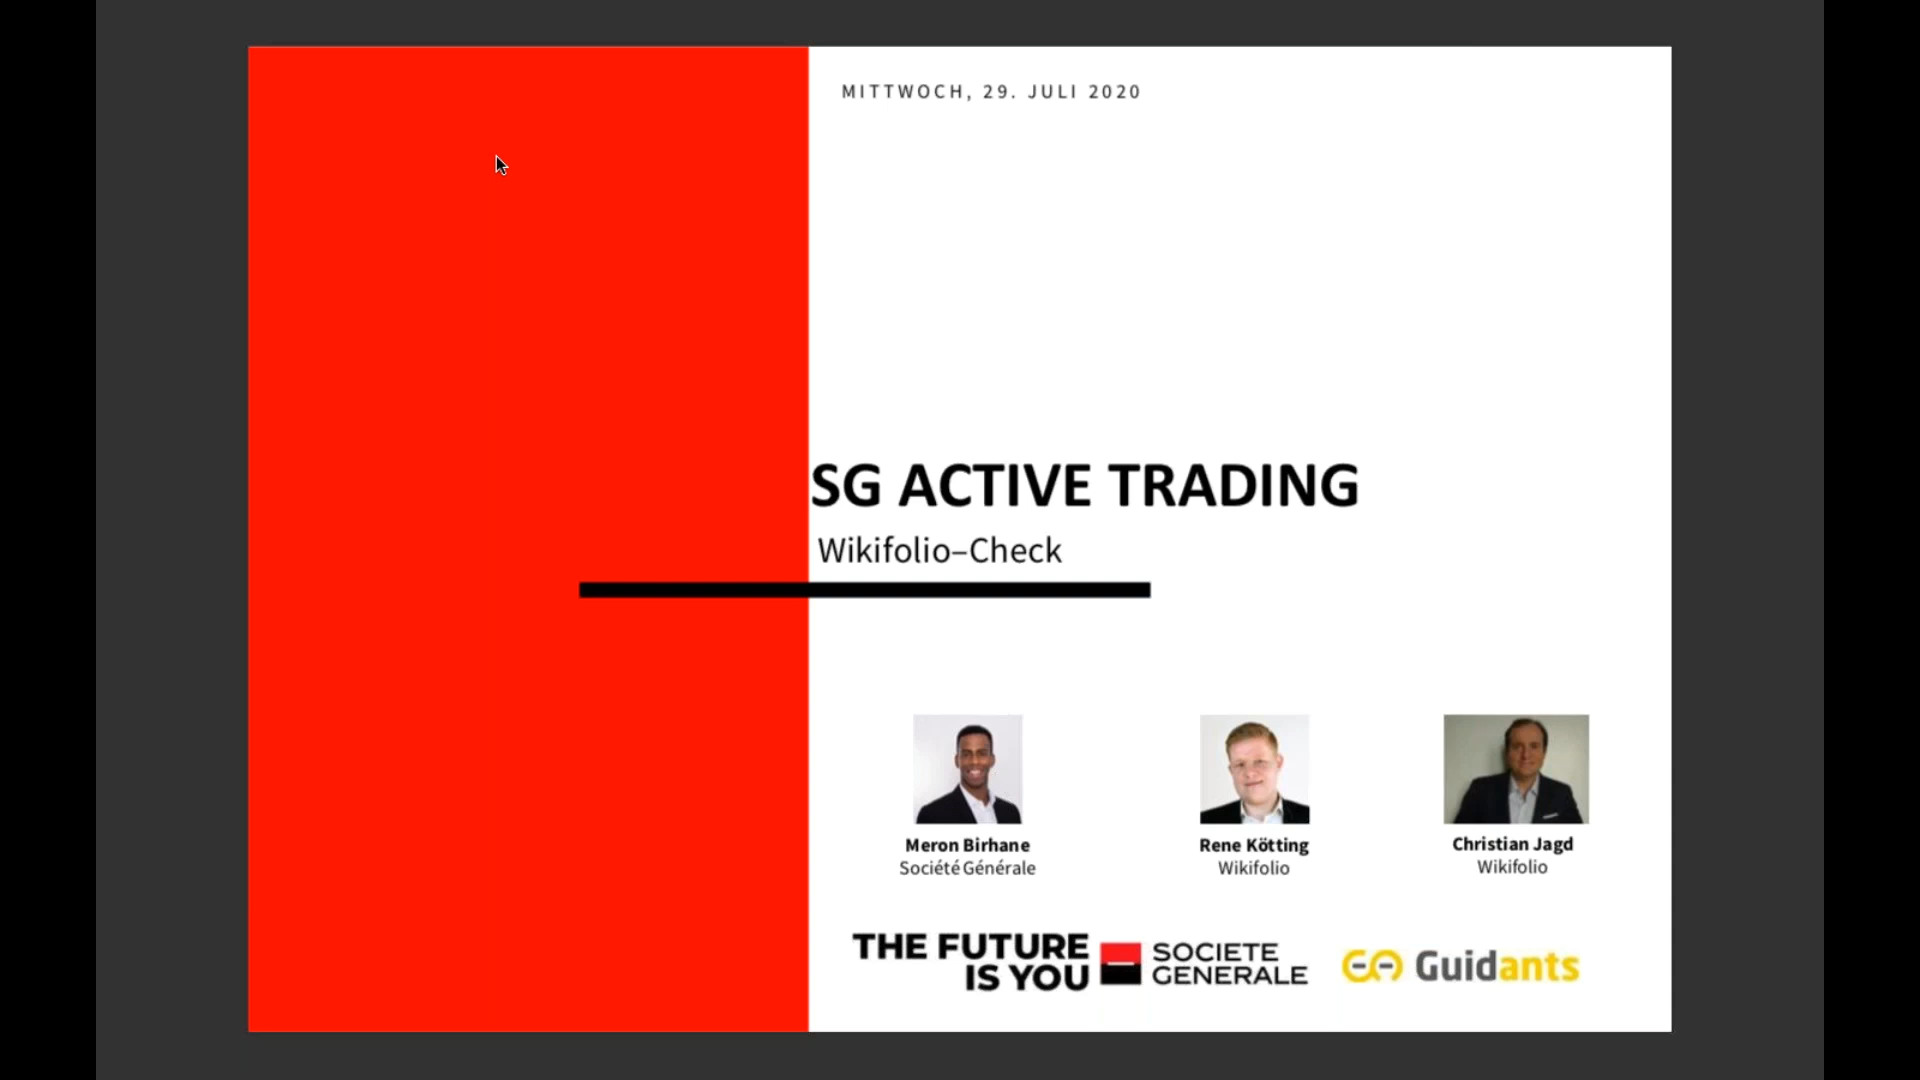 MITTWOCH, 29. JULI 2020
SG ACTIVE TRADING
Wikifolio–Check
Meron Birhane
Société Générale
Rene Kötting
Wikifolio
Christian Jagd
Wikifolio
THE FUTURE
IS YOU
SOCIETE
GENERALE
Guidants